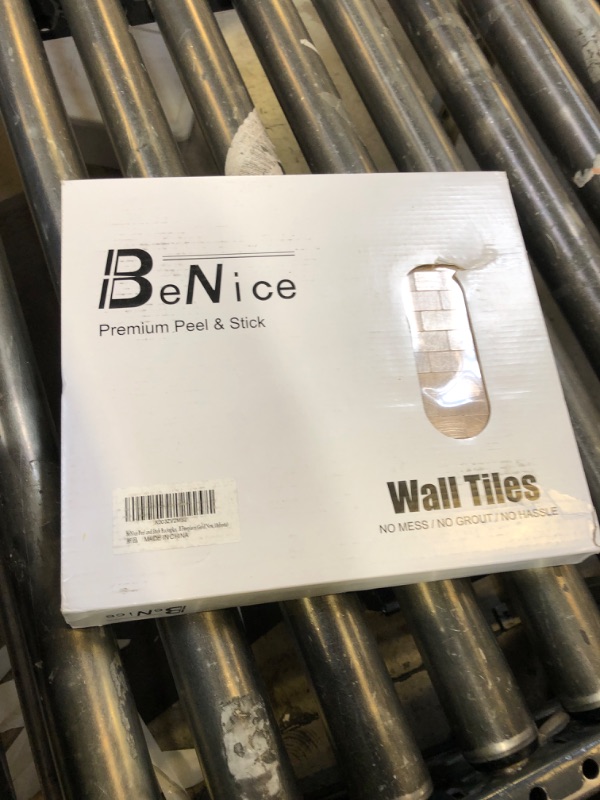 BeNice
Premium Peel & Stick
Wall Tiles
NO MESS / NO GROUT / NO HASSLE
MADE IN CHINA
BeNice